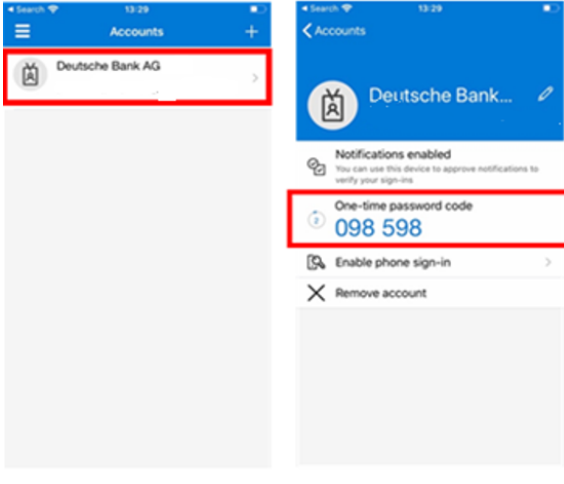 Search 13:29
Accounts
Deutsche Bank AG
Search 13:29
Accounts
Deutsche Bank...
Notifications enabled
You can use this device to approve notifications to
verify your sign-ins
One-time password code
2
098 598
Enable phone sign-in
Remove account